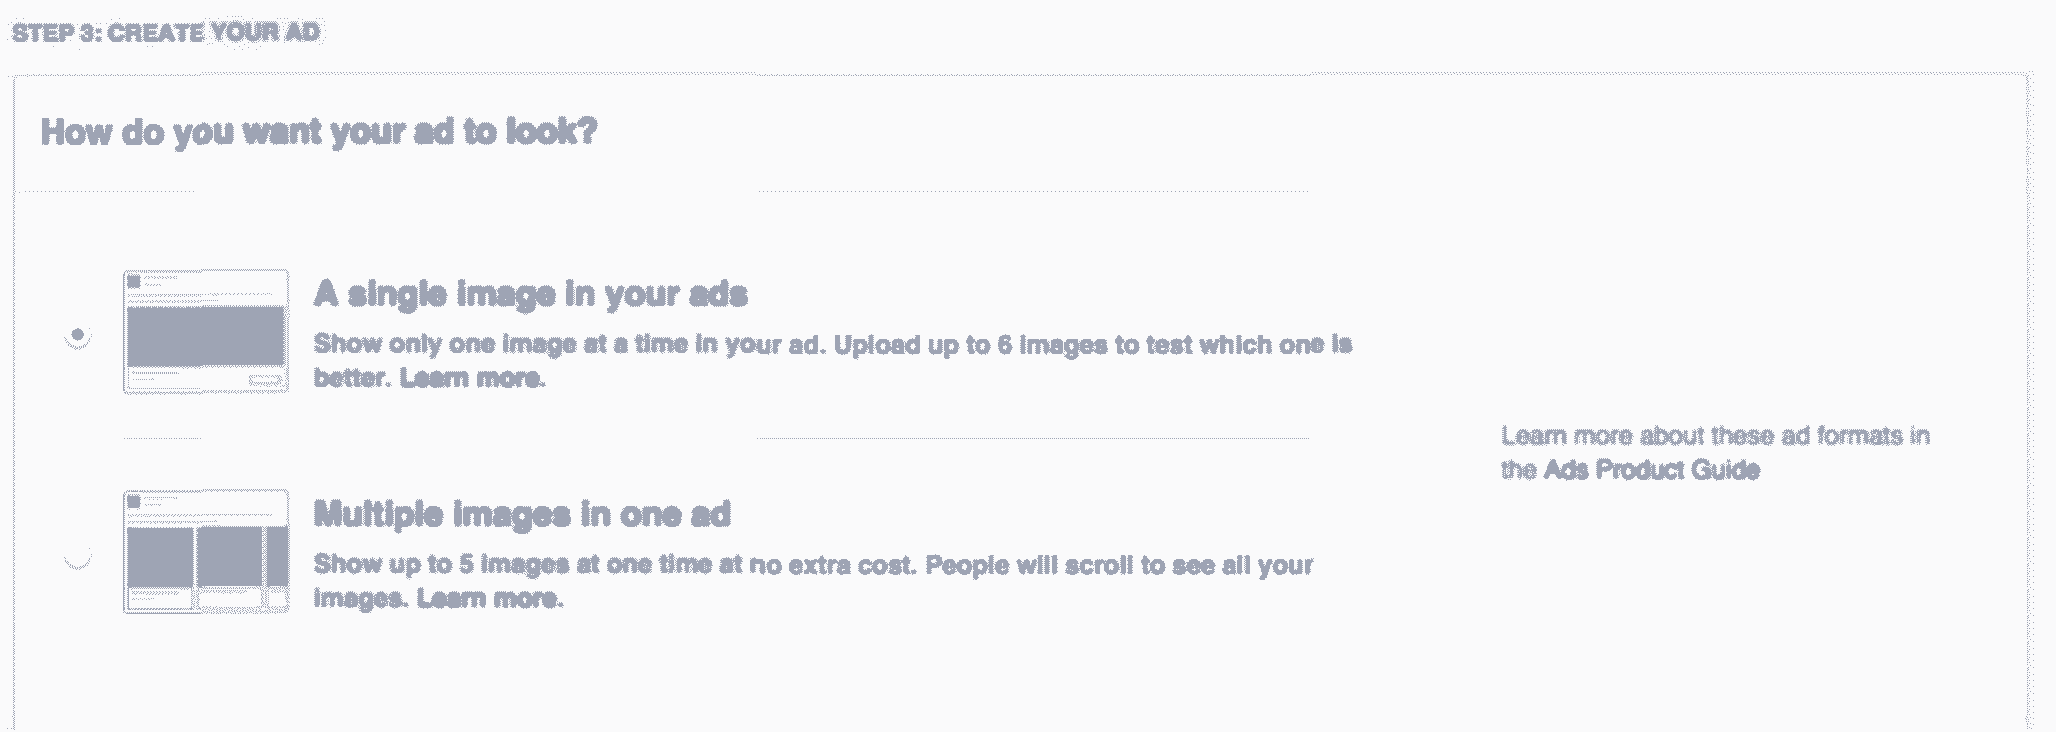 STEP 3: CREATE YOUR AD
How do you want your ad to look?
A single image in your ads
Show only one image at a time in your ad. Upload up to 6 images to test which one is
better. Learn more.
Learn more about these ad formats in
the Ads Product Guide
Multiple images in one ad
Show up to 5 images at one time at no extra cost. People will scroll to see all your
images. Learn more.